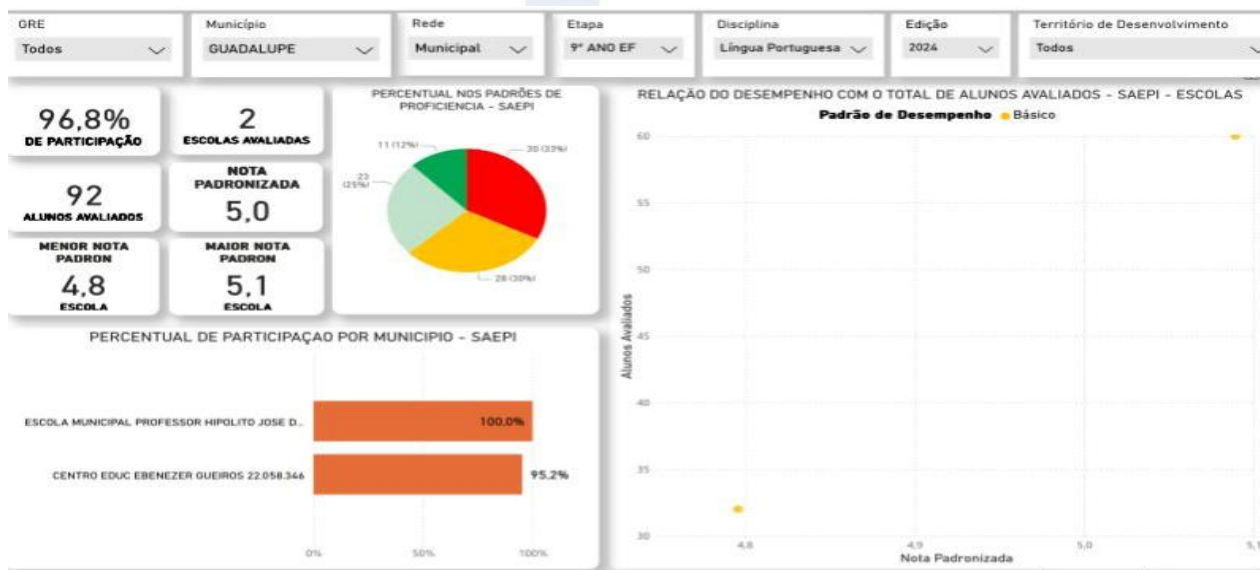 GRE
Todos
Município
GUADALUPE
Rede
Municipal
Etapa
9º ANO EF
Disciplina
Língua Portuguesa
Edição
2024
Território de Desenvolvimento
Todos
96,8%
DE PARTICIPAÇÃO
2
ESCOLAS AVALIADAS
92
ALUNOS AVALIADOS
NOTA
PADRONIZADA
5,0
MENOR NOTA
PADRON
4,8
ESCOLA
MAIOR NOTA
PADRON
5,1
ESCOLA
PERCENTUAL NOS PADRÕES DE
PROFICIENCIA - SAEPI
11 (12%)
30 (33%)
23
(25%)
28 (30%)
PERCENTUAL DE PARTICIPAÇAO POR MUNICIPIO - SAEPI
ESCOLA MUNICIPAL PROFESSOR HIPOLITO JOSE D...
100,0%
CENTRO EDUC EBENEZER GUEIROS 22.058.346
95,2%
0%
50%
100%
RELAÇÃO DO DESEMPENHO COM O TOTAL DE ALUNOS AVALIADOS - SAEPI - ESCOLAS
Padrão de Desempenho Básico
Alunos Avaliados
60
55
50
45
40
35
30
4,8
4,9
5,0
5,1
Nota Padronizada